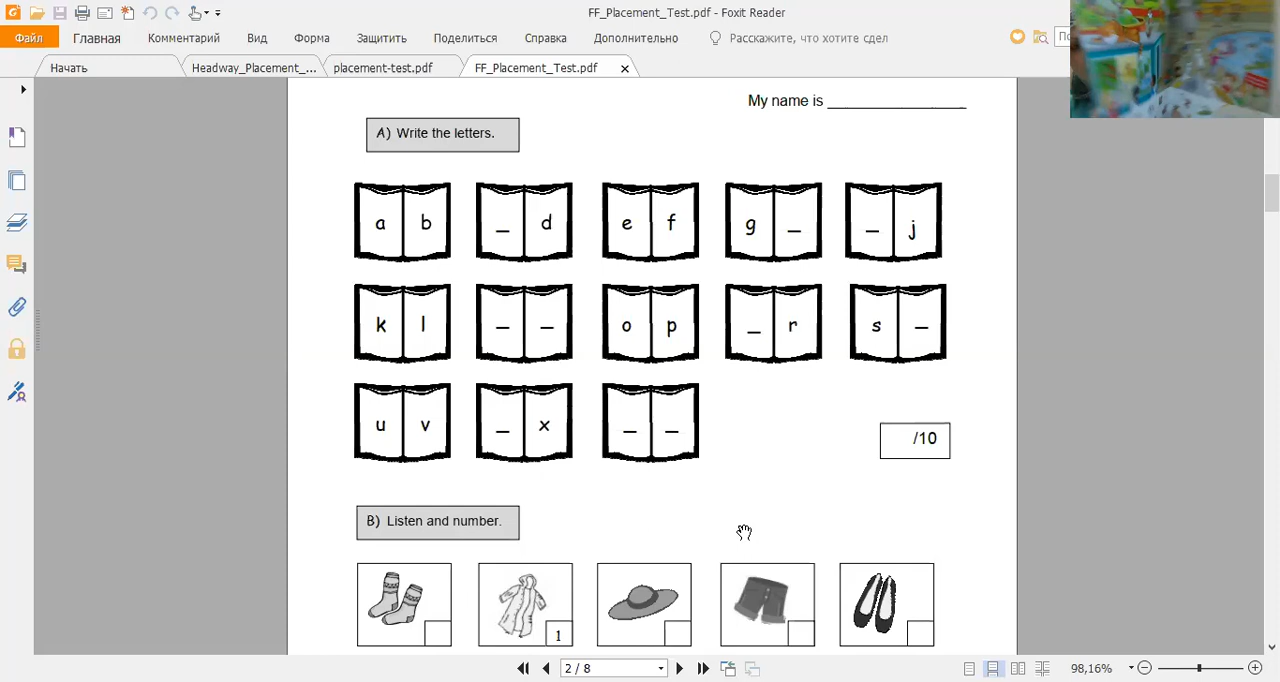 FF_Placement_Test.pdf - Foxit Reader
Файл Главная Комментарий Вид Форма Защитить Поделиться Справка Дополнительно Расскажите, что хотите сделать
Начать Headway_Placement_... placement-test.pdf FF_Placement_Test.pdf
My name is _________________
A) Write the letters.
a b _ d e f g _ _ j
k l _ _ o p _ r s _
u v _ x _ _
/10
B) Listen and number.
1
2 / 8 98,16%